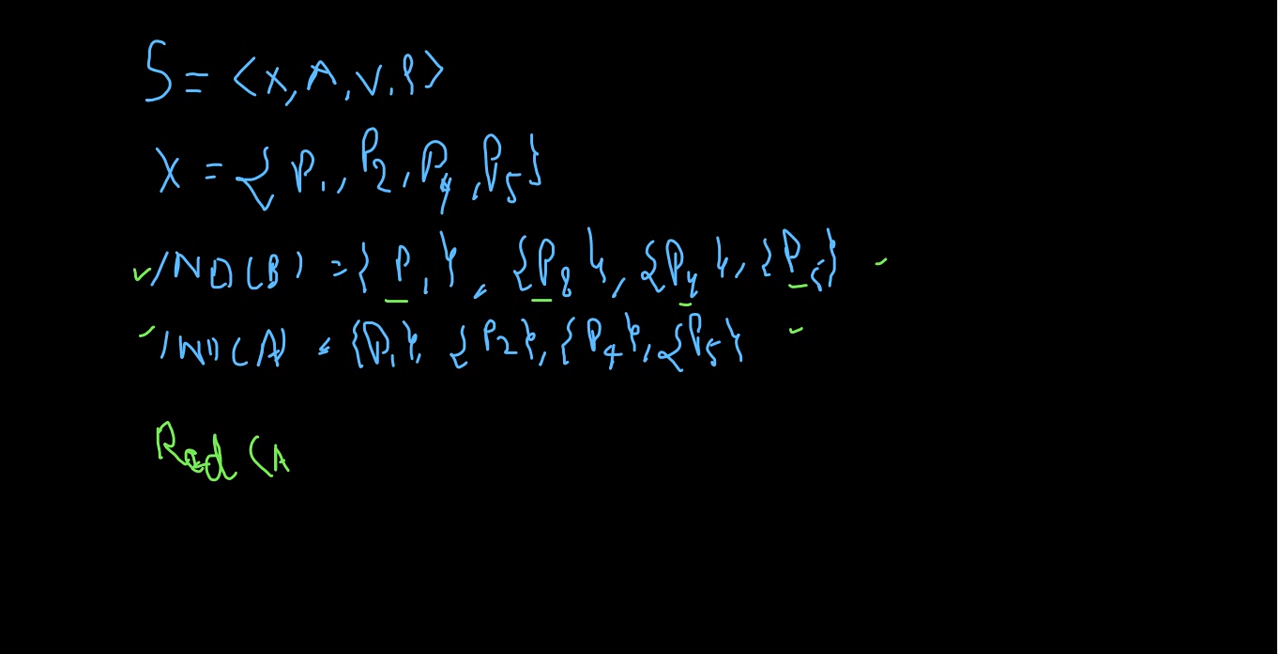 S = <x, A, V, ρ>
X = { P1, P2, P4, P5 }
IND(B) = { P1 }, { P2 }, { P4 }, { P5 }
IND(A) = { P1 }, { P2 }, { P4 }, { P5 }
Red (A